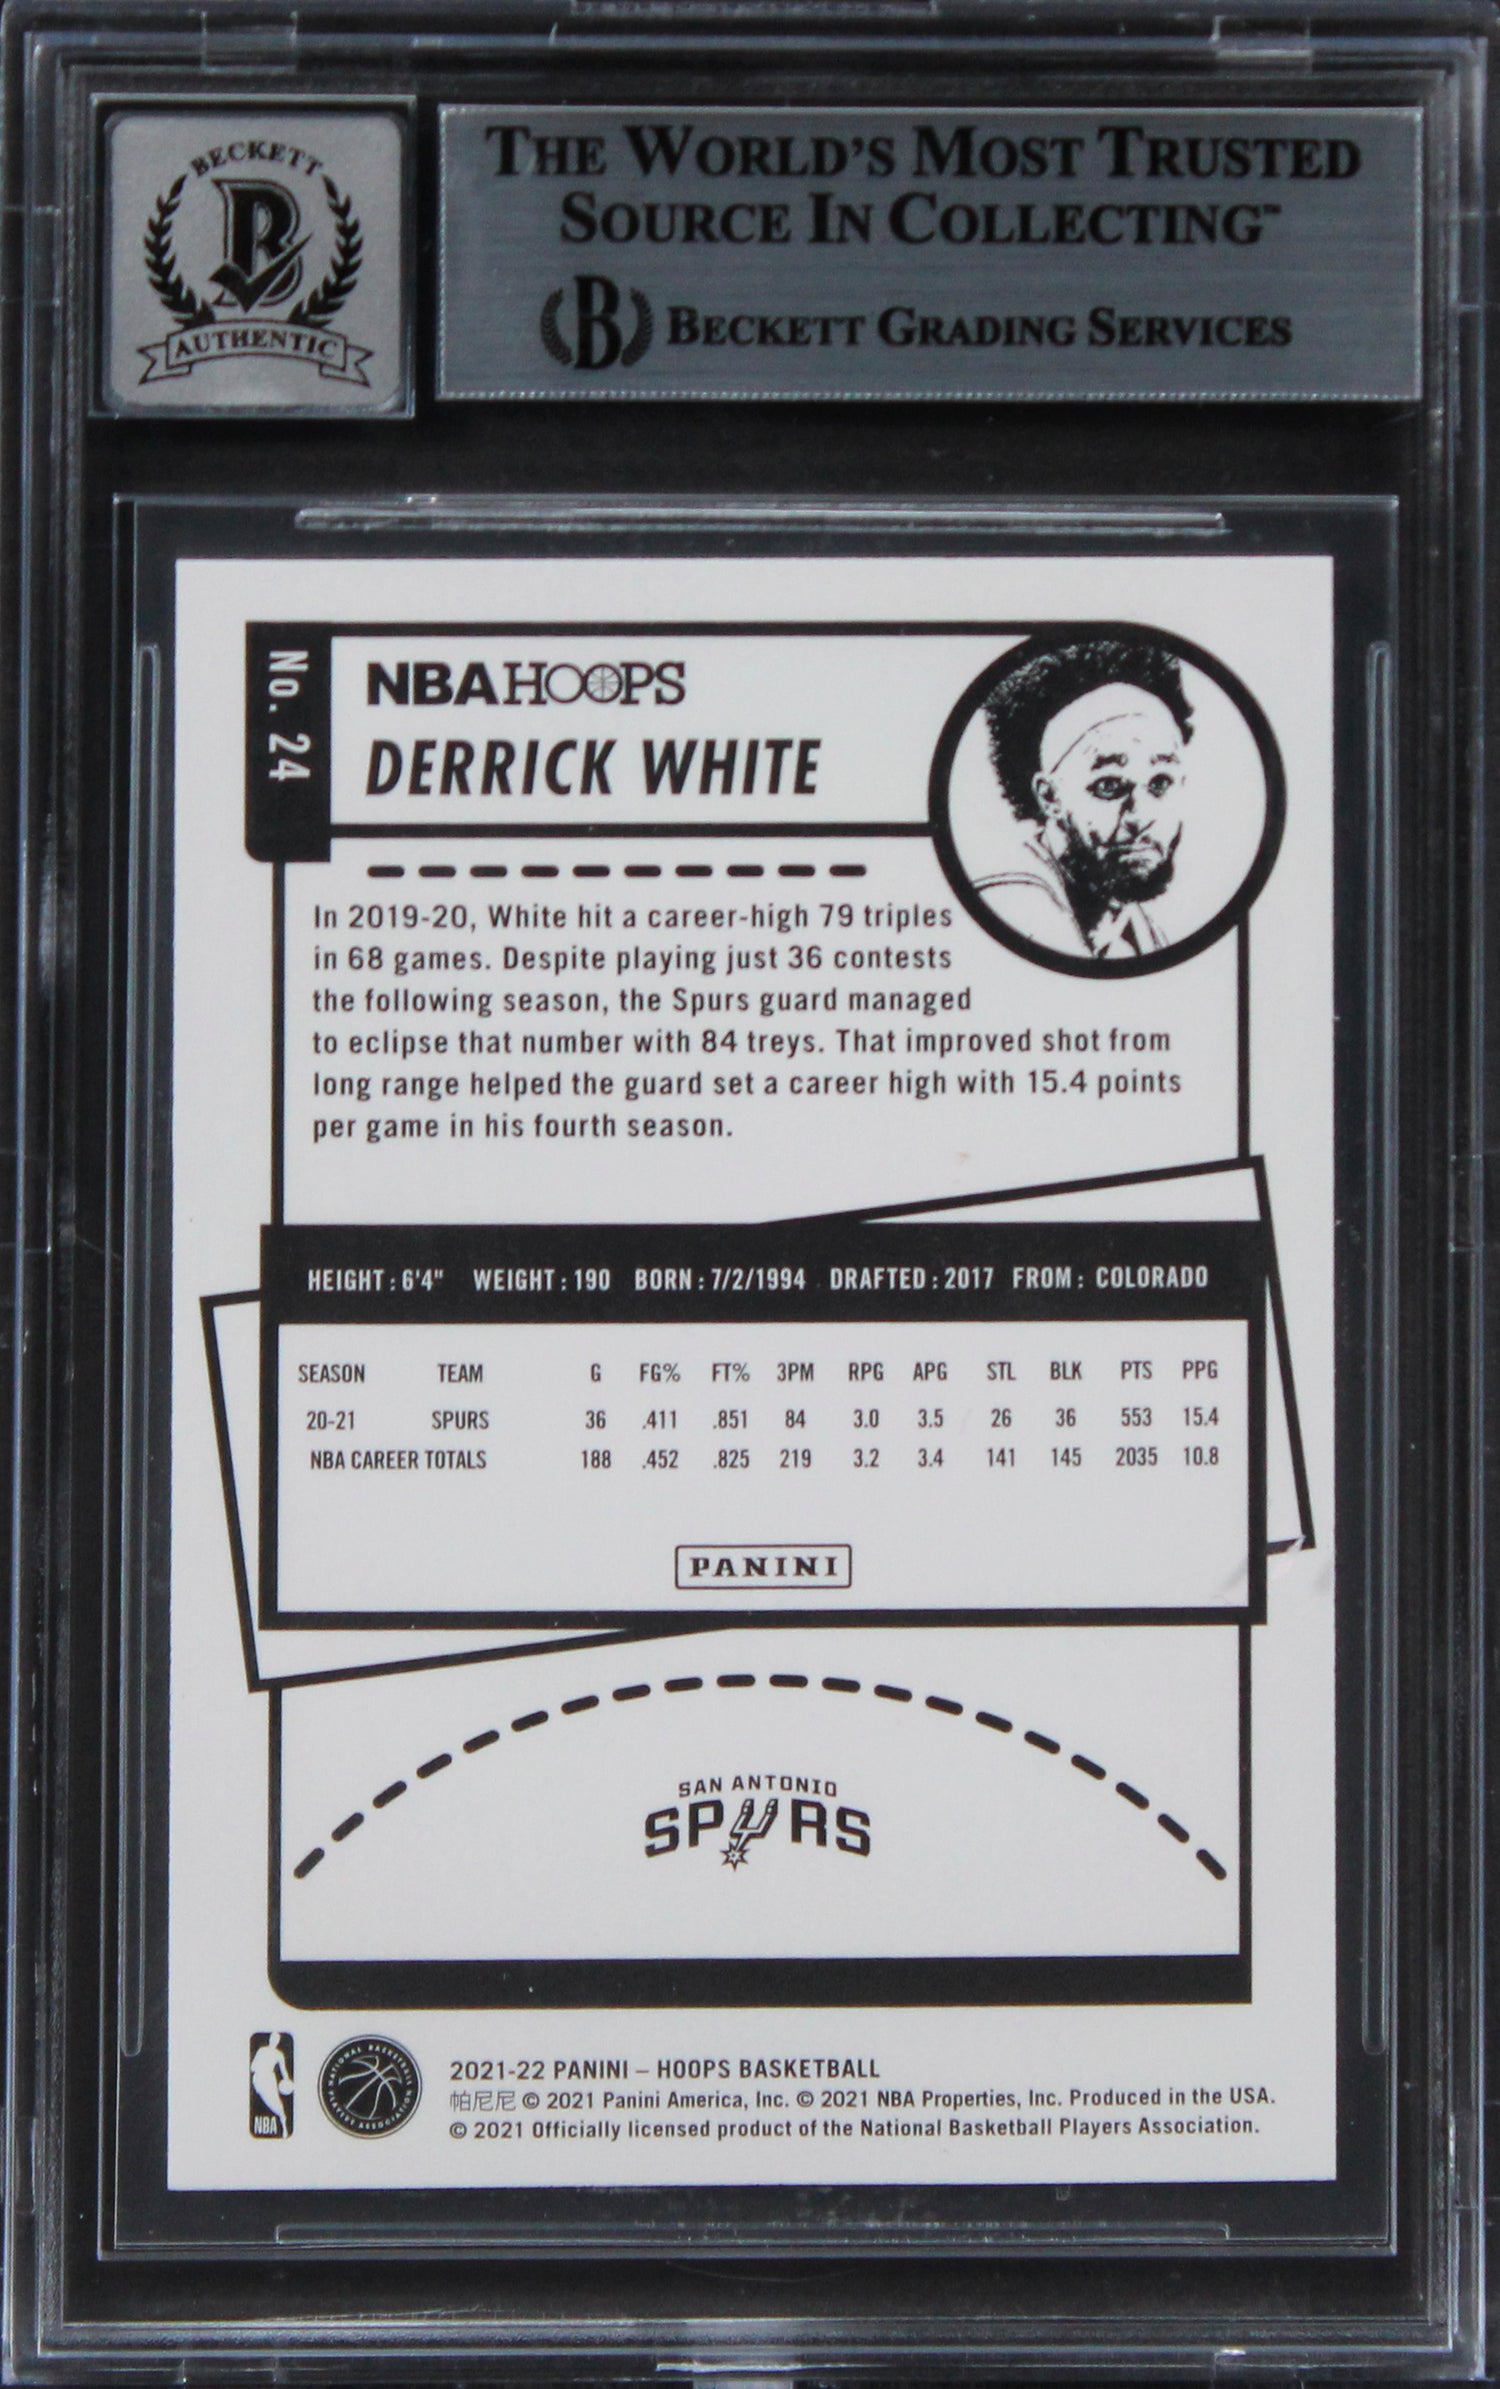 BECKETT
B
AUTHENTIC
THE WORLD'S MOST TRUSTED
SOURCE IN COLLECTING™
B BECKETT GRADING SERVICES
No. 24
NBA HOOPS
DERRICK WHITE
In 2019-20, White hit a career-high 79 triples
in 68 games. Despite playing just 36 contests
the following season, the Spurs guard managed
to eclipse that number with 84 treys. That improved shot from
long range helped the guard set a career high with 15.4 points
per game in his fourth season.
HEIGHT: 6'4" WEIGHT: 190 BORN: 7/2/1994 DRAFTED: 2017 FROM: COLORADO
SEASON TEAM G FG% FT% 3PM RPG APG STL BLK PTS PPG
20-21 SPURS 36 .411 .851 84 3.0 3.5 26 36 553 15.4
NBA CAREER TOTALS 188 .452 .825 219 3.2 3.4 141 145 2035 10.8
PANINI
SAN ANTONIO
SPURS
NBA
NATIONAL BASKETBALL PLAYERS ASSOCIATION
2021-22 PANINI – HOOPS BASKETBALL
帕尼尼 © 2021 Panini America, Inc. © 2021 NBA Properties, Inc. Produced in the USA.
© 2021 Officially licensed product of the National Basketball Players Association.